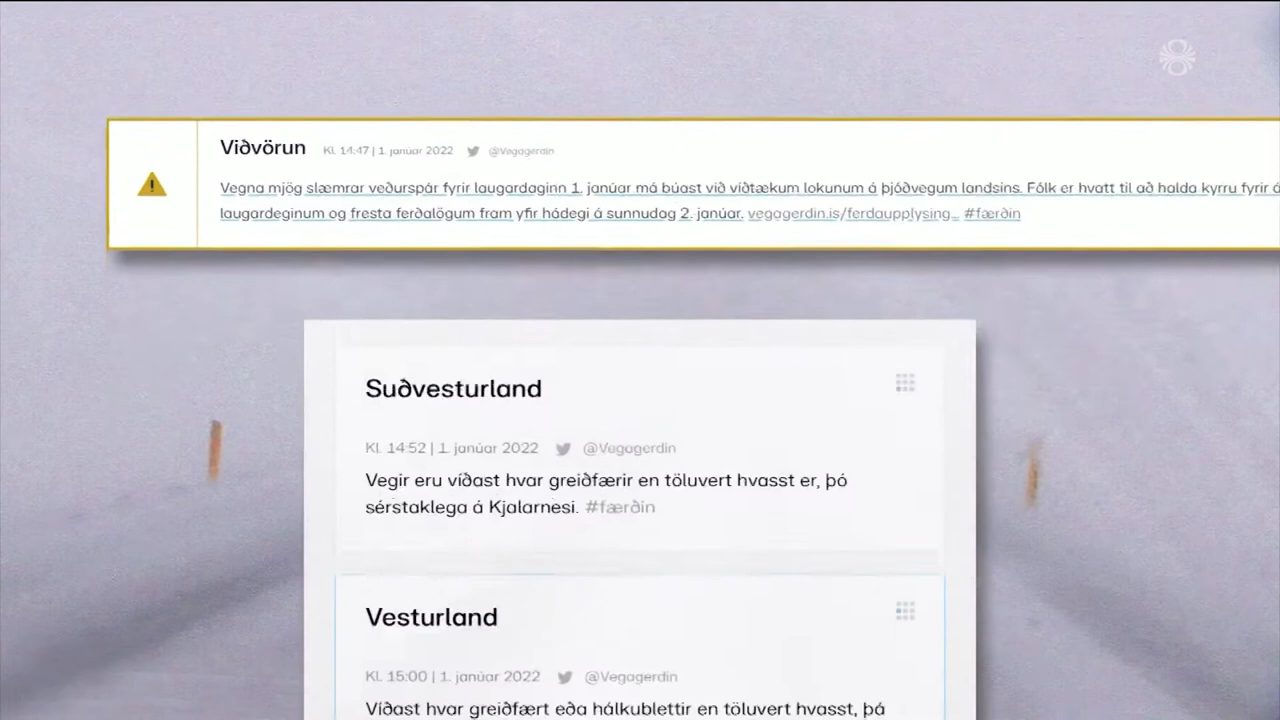 Viðvörun Kl. 14:47 | 1. janúar 2022 @Vegagerdin
Vegna mjög slæmrar veðurspár fyrir laugardaginn 1. janúar má búast við víðtækum lokunum á þjóðvegum landsins. Fólk er hvatt til að halda kyrru fyrir á
laugardeginum og fresta ferðalögum fram yfir hádegi á sunnudag 2. janúar. vegagerdin.is/ferdaupplysing… #færðin
Suðvesturland
Kl. 14:52 | 1. janúar 2022 @Vegagerdin
Vegir eru víðast hvar greiðfærir en töluvert hvasst er, þó
sérstaklega á Kjalarnesi. #færðin
Vesturland
Kl. 15:00 | 1. janúar 2022 @Vegagerdin
Víðast hvar greiðfært eða hálkublettir en töluvert hvasst, þá